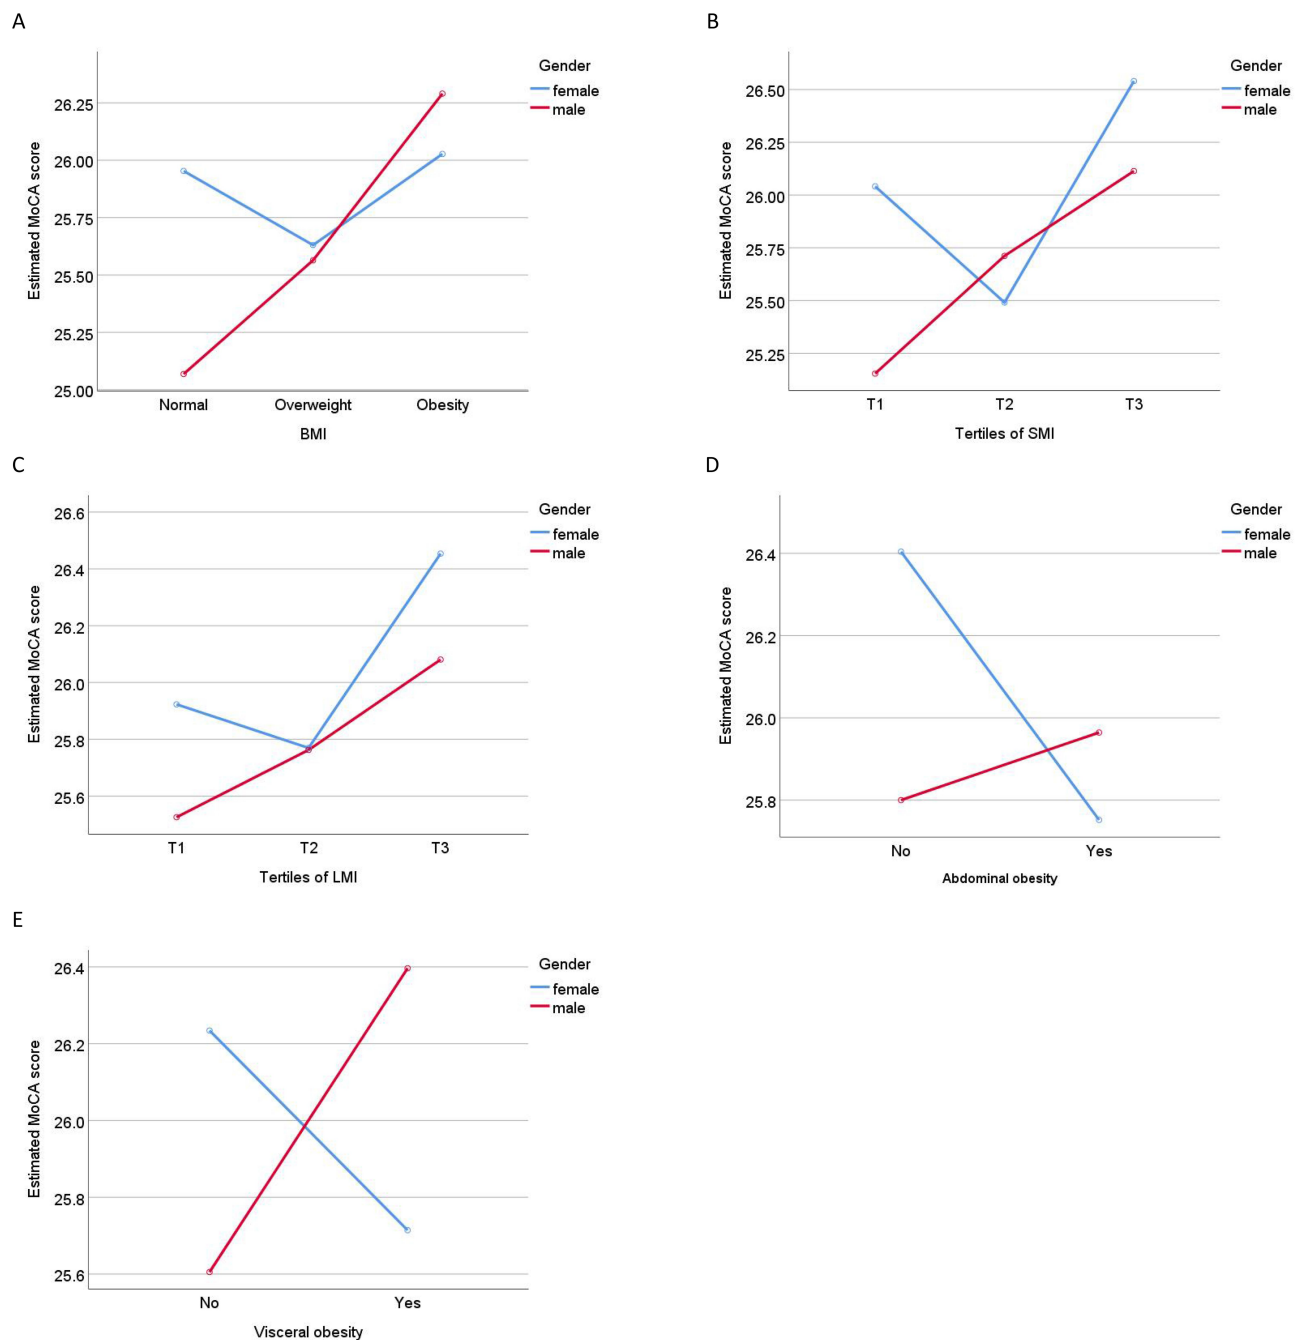 A
Estimated MoCA score
26.25
26.00
25.75
25.50
25.25
25.00
Normal Overweight Obesity
BMI
Gender
female
male
B
Estimated MoCA score
26.50
26.25
26.00
25.75
25.50
25.25
T1 T2 T3
Tertiles of SMI
Gender
female
male
C
Estimated MoCA score
26.6
26.4
26.2
26.0
25.8
25.6
T1 T2 T3
Tertiles of LMI
Gender
female
male
D
Estimated MoCA score
26.4
26.2
26.0
25.8
No Yes
Abdominal obesity
Gender
female
male
E
Estimated MoCA score
26.4
26.2
26.0
25.8
25.6
No Yes
Visceral obesity
Gender
female
male